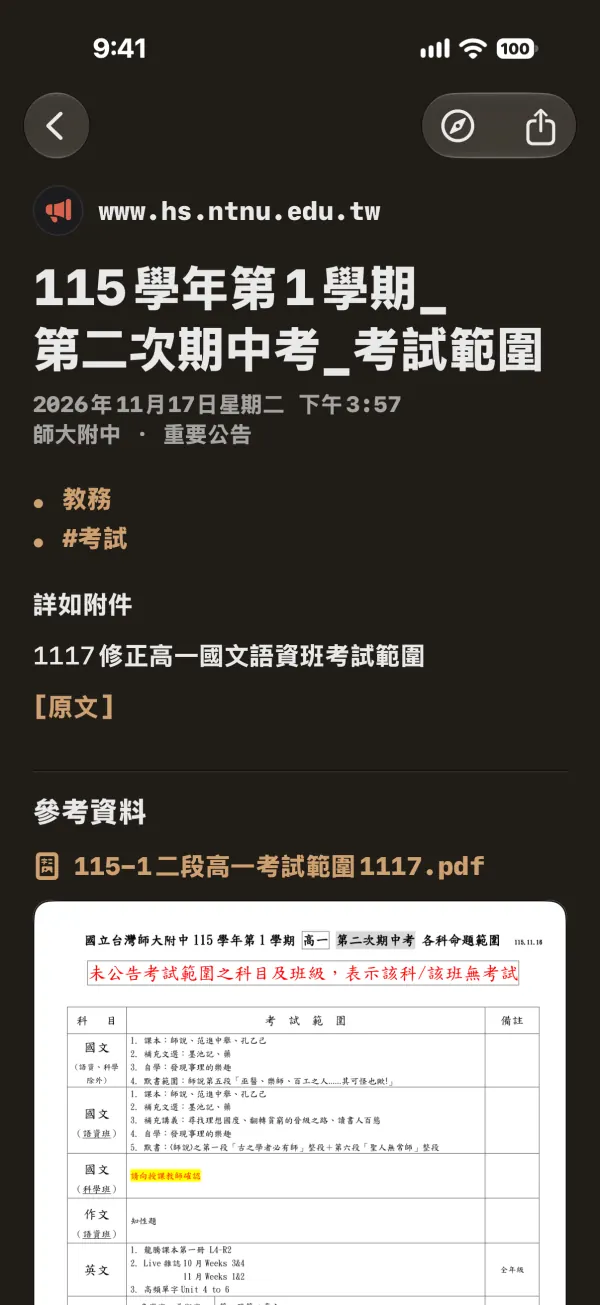 9:41
100
www.hs.ntnu.edu.tw
115學年第1學期_
第二次期中考_考試範圍
2026年11月17日星期二 下午3:57
師大附中 · 重要公告
• 教務
• #考試
詳如附件
1117修正高一國文語資班考試範圍
[原文]
參考資料
115-1二段高一考試範圍1117.pdf
國立台灣師大附中 115 學年第 1 學期 高一 第二次期中考 各科命題範圍 115.11.16
未公告考試範圍之科目及班級，表示該科/該班無考試
科 目 考 試 範 圍 備註
國文
(語資、科學
除外)
1. 課本：師說、范進中舉、孔乙己
2. 補充文選：墨池記、藥
3. 自學：發現事理的樂趣
4. 默書範圍：師說第五段「巫醫、樂師、百工之人……其可怪也歟!」
國文
(語資班)
1. 課本：師說、范進中舉、孔乙己
2. 補充文選：墨池記、藥
3. 補充講義：尋找理想國度、翻轉貧窮的晉級之路、讀書人百態
4. 自學：發現事理的樂趣
5. 默書：(師說)之第一段「古之學者必有師」整段＋第六段「聖人無常師」整段
國文
(科學班)
請向授課教師確認
作文
(語資班)
知性題
英文
1. 龍騰課本第一冊 L4-R2
2. Live雜誌10月Weeks 3&4
11月Weeks 1&2
3. 高頻單字Unit 4 to 6
全年級